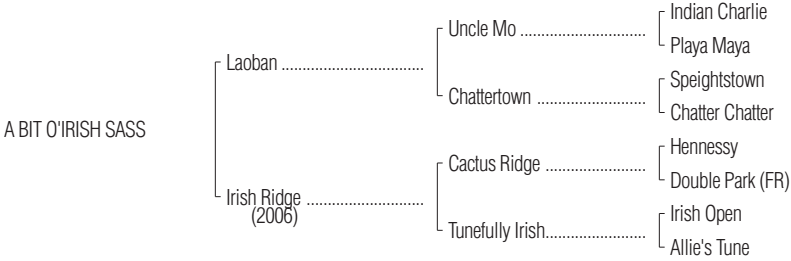 Indian Charlie
Uncle Mo ..............................
Playa Maya
Laoban ..................................
Speightstown
Chattertown ..........................
Chatter Chatter
A BIT O'IRISH SASS
Hennessy
Cactus Ridge ........................
Double Park (FR)
Irish Ridge ............................
(2006)
Irish Open
Tunefully Irish........................
Allie's Tune